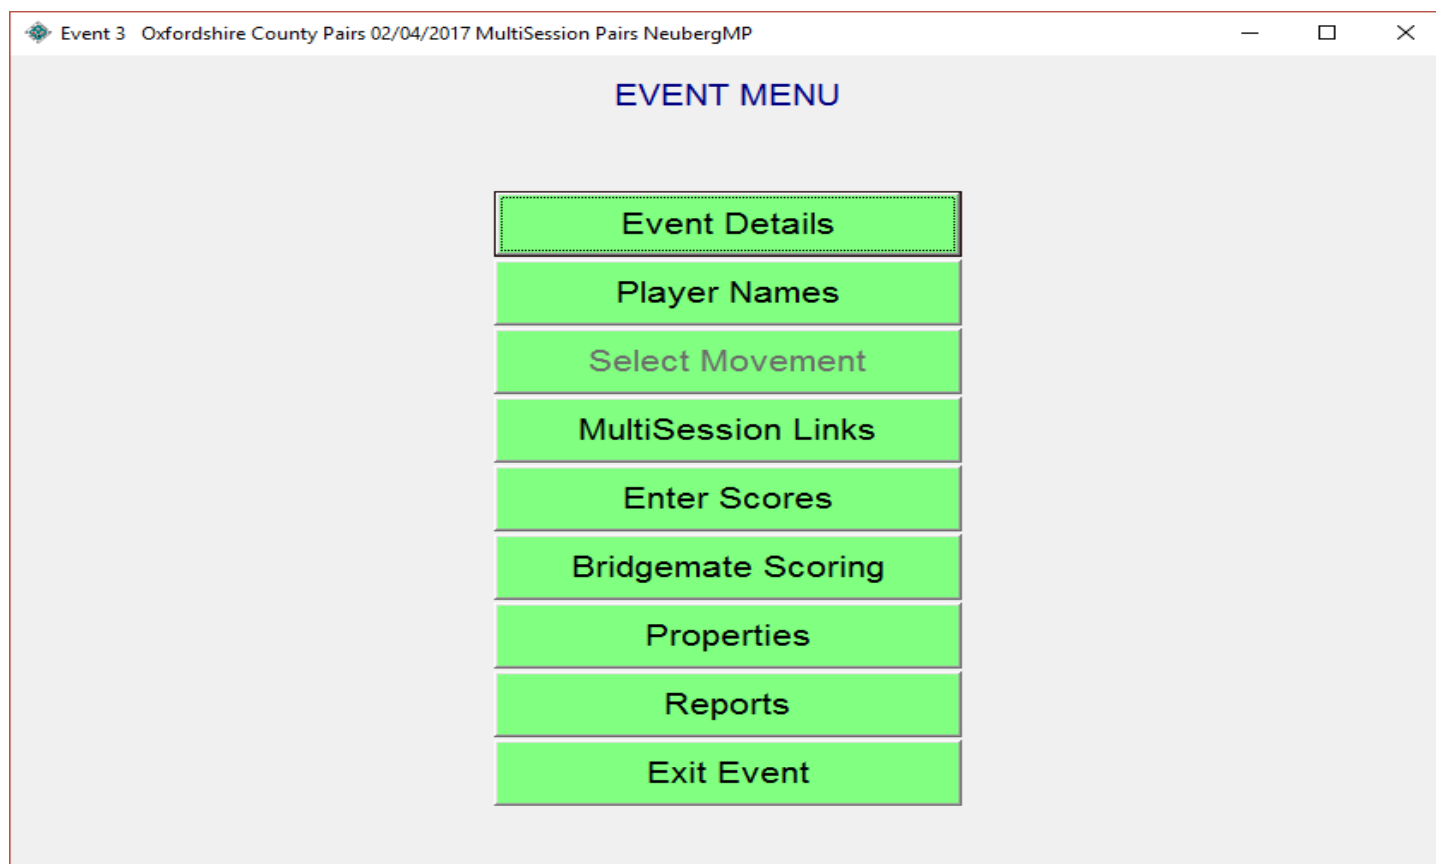 Event 3 Oxfordshire County Pairs 02/04/2017 MultiSession Pairs NeubergMP
EVENT MENU
Event Details
Player Names
Select Movement
MultiSession Links
Enter Scores
Bridgemate Scoring
Properties
Reports
Exit Event